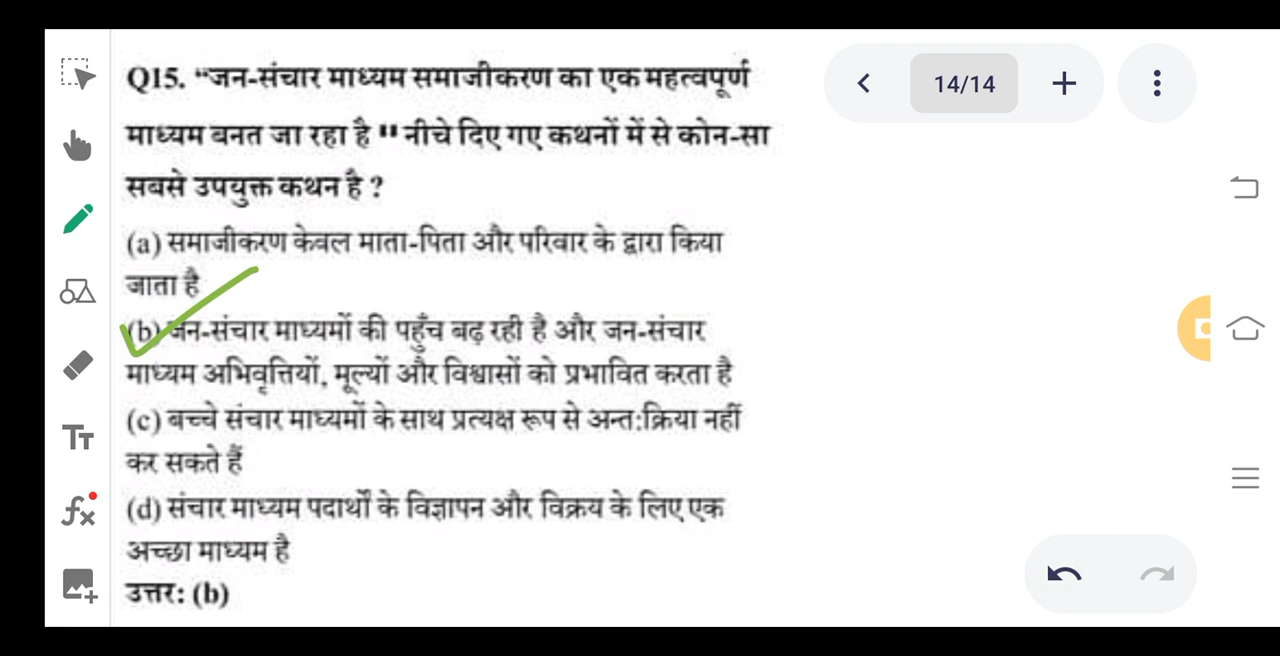 Q15. “जन-संचार माध्यम समाजीकरण का एक महत्वपूर्ण
माध्यम बनत जा रहा है " नीचे दिए गए कथनों में से कोन-सा
सबसे उपयुक्त कथन है ?
(a) समाजीकरण केवल माता-पिता और परिवार के द्वारा किया
जाता है
(b) जन-संचार माध्यमों की पहुँच बढ़ रही है और जन-संचार
माध्यम अभिवृत्तियों, मूल्यों और विश्वासों को प्रभावित करता है
(c) बच्चे संचार माध्यमों के साथ प्रत्यक्ष रूप से अन्त:क्रिया नहीं
कर सकते हैं
(d) संचार माध्यम पदार्थों के विज्ञापन और विक्रय के लिए एक
अच्छा माध्यम है
उत्तर: (b)
14/14
TT
fx